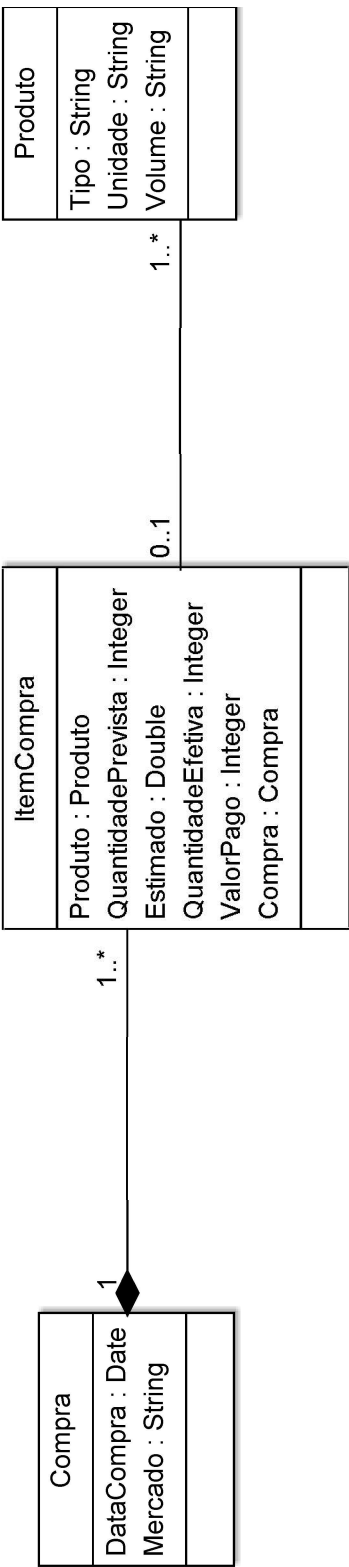 Compra
DataCompra : Date
Mercado : String
1
1..*
ItemCompra
Produto : Produto
QuantidadePrevista : Integer
Estimado : Double
QuantidadeEfetiva : Integer
ValorPago : Integer
Compra : Compra
0..1
1..*
Produto
Tipo : String
Unidade : String
Volume : String